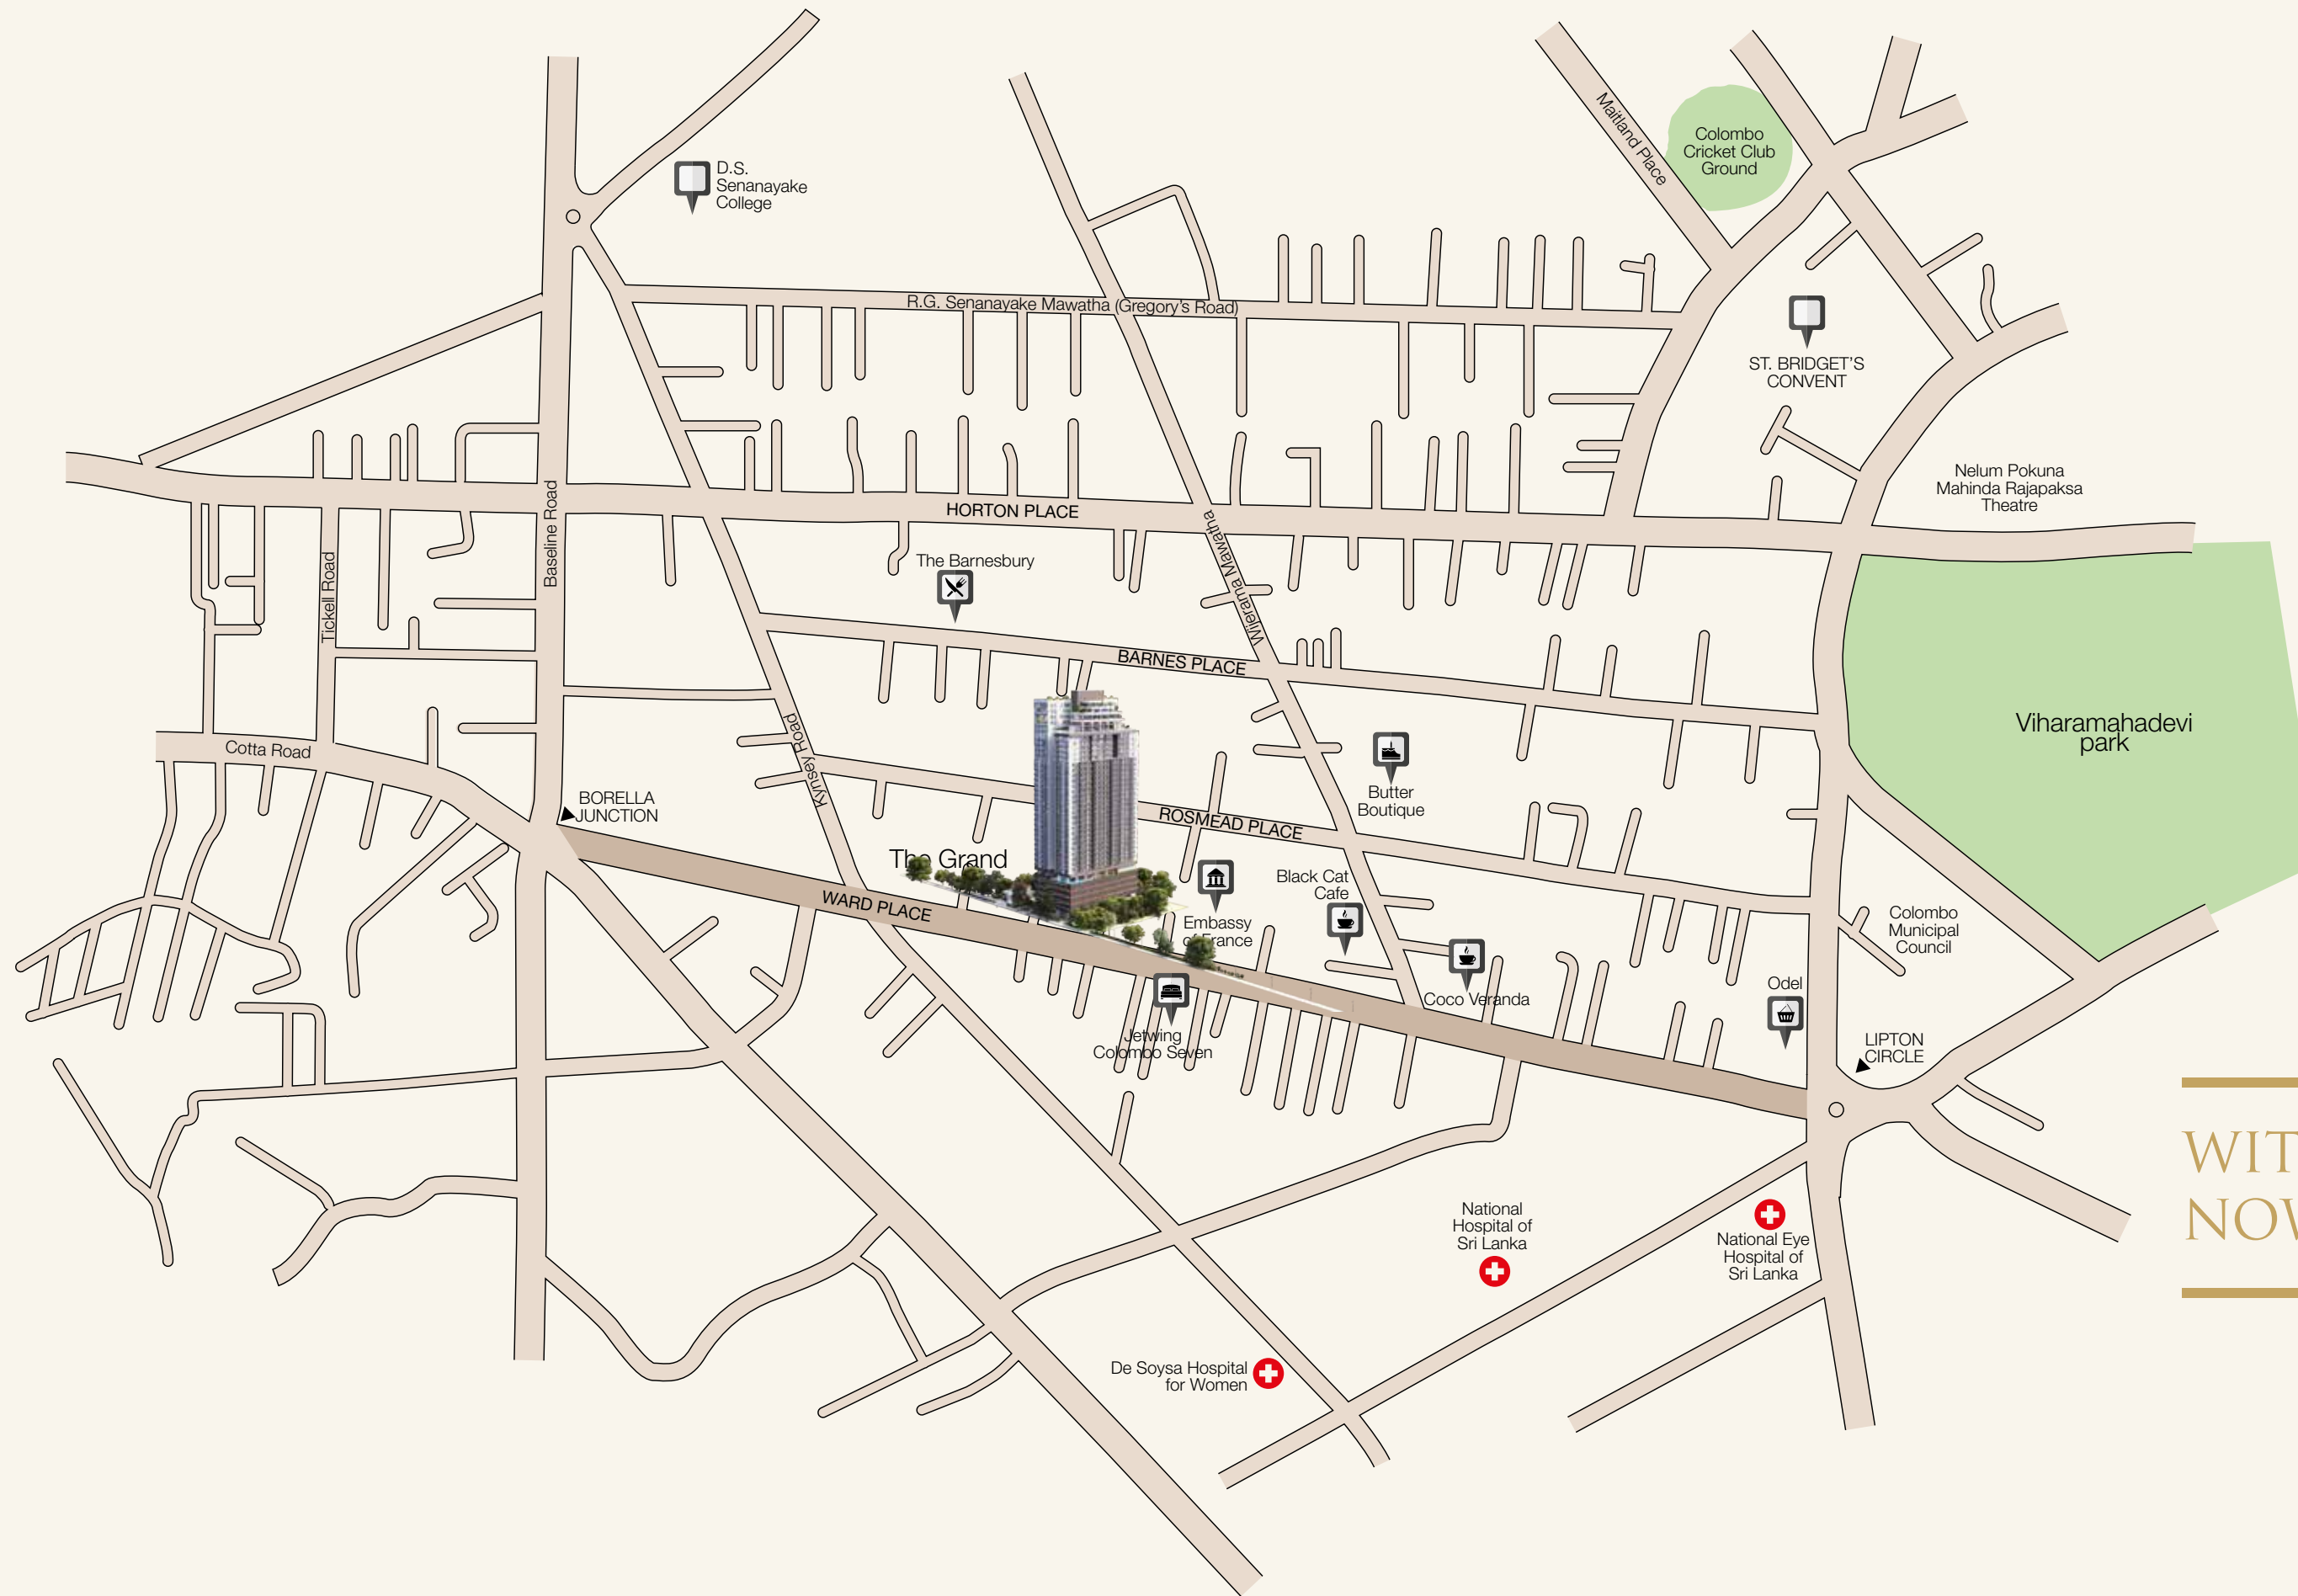 Maitland Place
Colombo
Cricket Club
Ground
D.S.
Senanayake
College
R.G. Senanayake Mawatha (Gregory's Road)
ST. BRIDGET'S
CONVENT
Nelum Pokuna
Mahinda Rajapaksa
Theatre
HORTON PLACE
Baseline Road
Tickell Road
The Barnesbury
Wijerama Mawatha
BARNES PLACE
Viharamahadevi
park
Cotta Road
Kynsey Road
BORELLA
JUNCTION
Butter
Boutique
ROSMEAD PLACE
The Grand
WARD PLACE
Black Cat
Cafe
Embassy
of France
Colombo
Municipal
Council
Coco Veranda
Odel
Jetwing
Colombo Seven
LIPTON
CIRCLE
WIT
NOV
National
Hospital of
Sri Lanka
National Eye
Hospital of
Sri Lanka
De Soysa Hospital
for Women